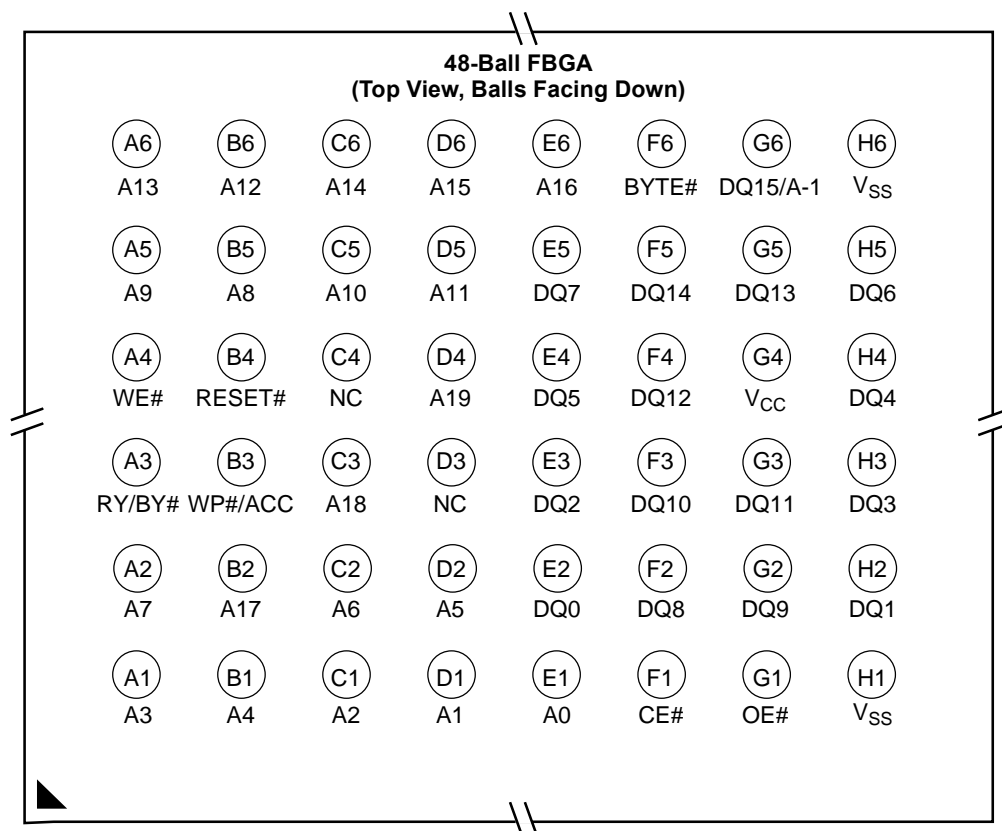 48-Ball FBGA
(Top View, Balls Facing Down)
A6 B6 C6 D6 E6 F6 G6 H6
A13 A12 A14 A15 A16 BYTE# DQ15/A-1 VSS
A5 B5 C5 D5 E5 F5 G5 H5
A9 A8 A10 A11 DQ7 DQ14 DQ13 DQ6
A4 B4 C4 D4 E4 F4 G4 H4
WE# RESET# NC A19 DQ5 DQ12 VCC DQ4
A3 B3 C3 D3 E3 F3 G3 H3
RY/BY# WP#/ACC A18 NC DQ2 DQ10 DQ11 DQ3
A2 B2 C2 D2 E2 F2 G2 H2
A7 A17 A6 A5 DQ0 DQ8 DQ9 DQ1
A1 B1 C1 D1 E1 F1 G1 H1
A3 A4 A2 A1 A0 CE# OE# VSS